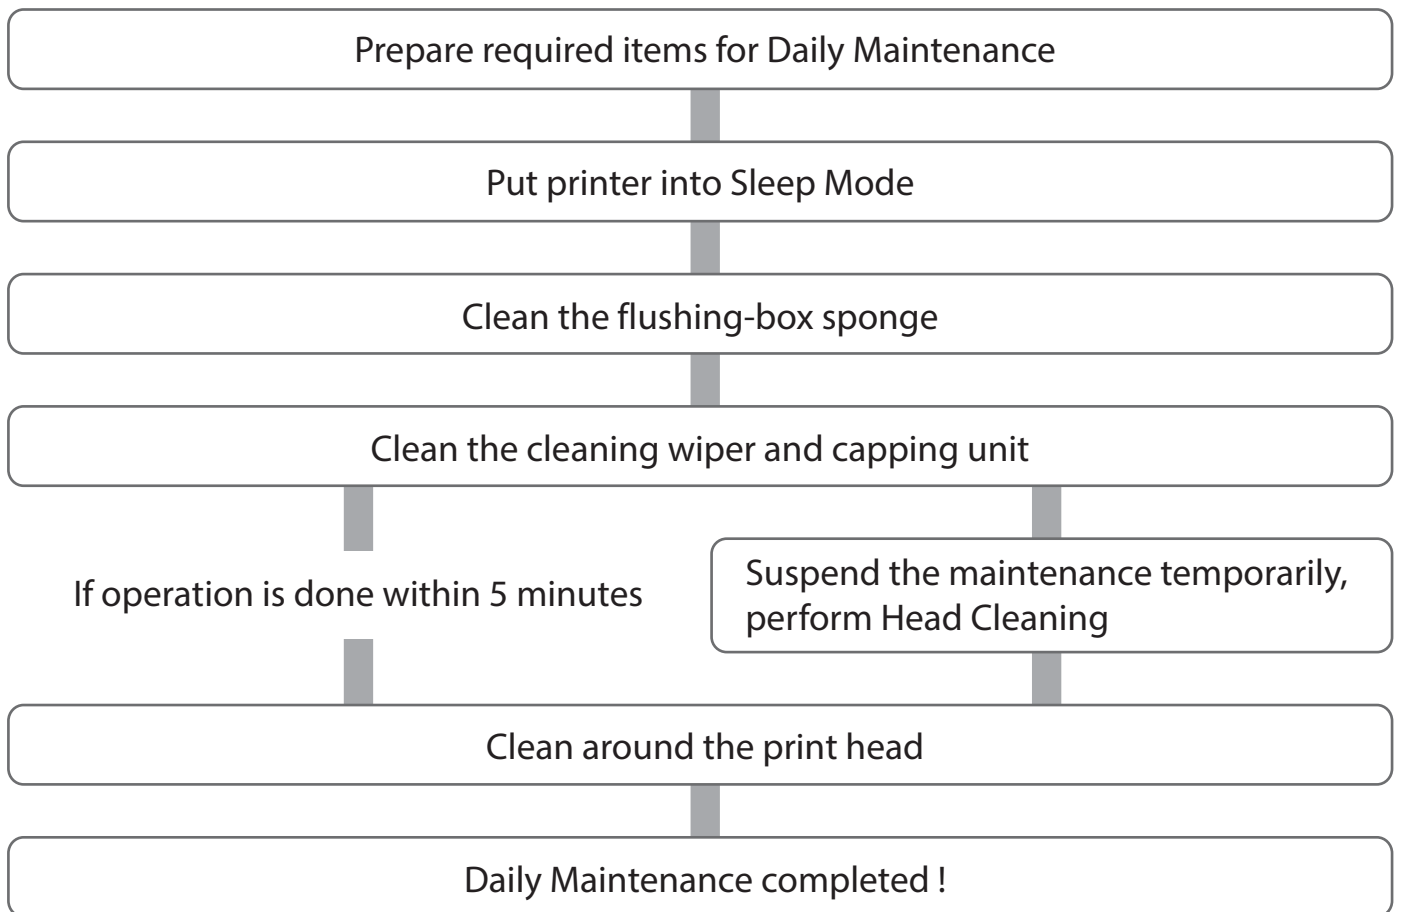 Prepare required items for Daily Maintenance
Put printer into Sleep Mode
Clean the flushing-box sponge
Clean the cleaning wiper and capping unit
If operation is done within 5 minutes
Suspend the maintenance temporarily,
perform Head Cleaning
Clean around the print head
Daily Maintenance completed !